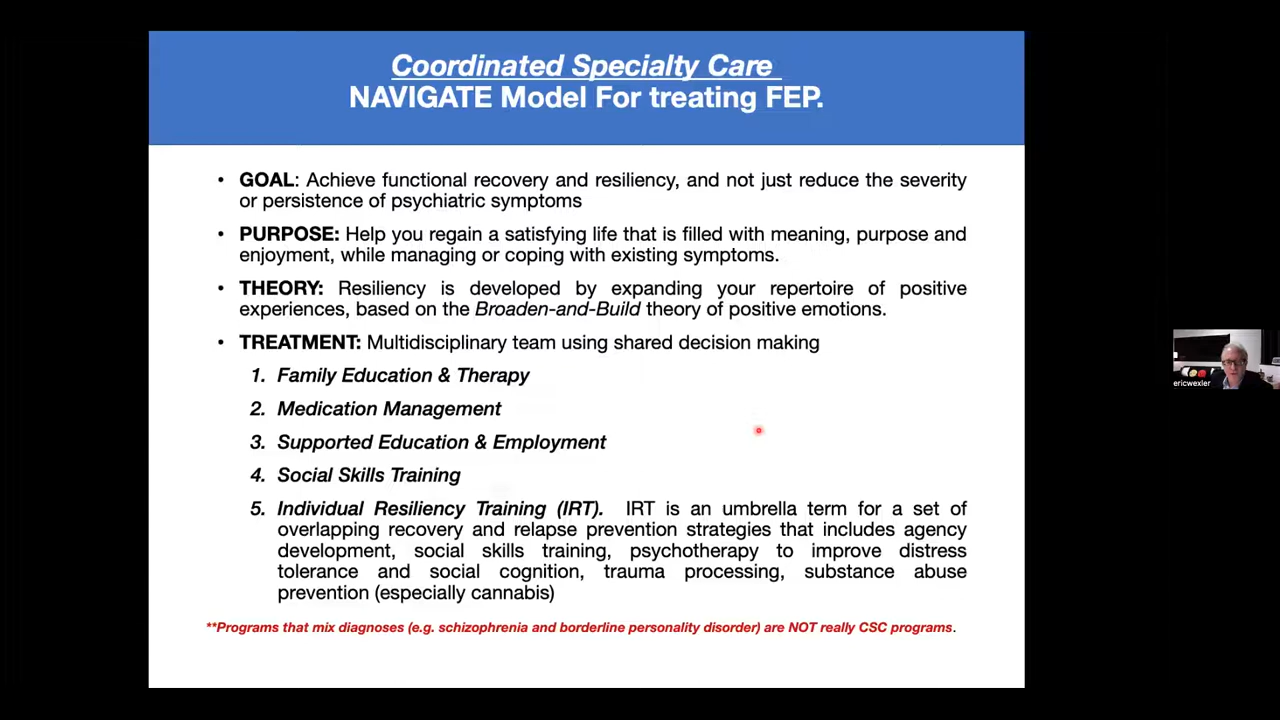 Coordinated Specialty Care
NAVIGATE Model For treating FEP.
• GOAL: Achieve functional recovery and resiliency, and not just reduce the severity
or persistence of psychiatric symptoms
• PURPOSE: Help you regain a satisfying life that is filled with meaning, purpose and
enjoyment, while managing or coping with existing symptoms.
• THEORY: Resiliency is developed by expanding your repertoire of positive
experiences, based on the Broaden-and-Build theory of positive emotions.
• TREATMENT: Multidisciplinary team using shared decision making
1. Family Education & Therapy
2. Medication Management
3. Supported Education & Employment
4. Social Skills Training
5. Individual Resiliency Training (IRT). IRT is an umbrella term for a set of
overlapping recovery and relapse prevention strategies that includes agency
development, social skills training, psychotherapy to improve distress
tolerance and social cognition, trauma processing, substance abuse
prevention (especially cannabis)
**Programs that mix diagnoses (e.g. schizophrenia and borderline personality disorder) are NOT really CSC programs.
ericwexler